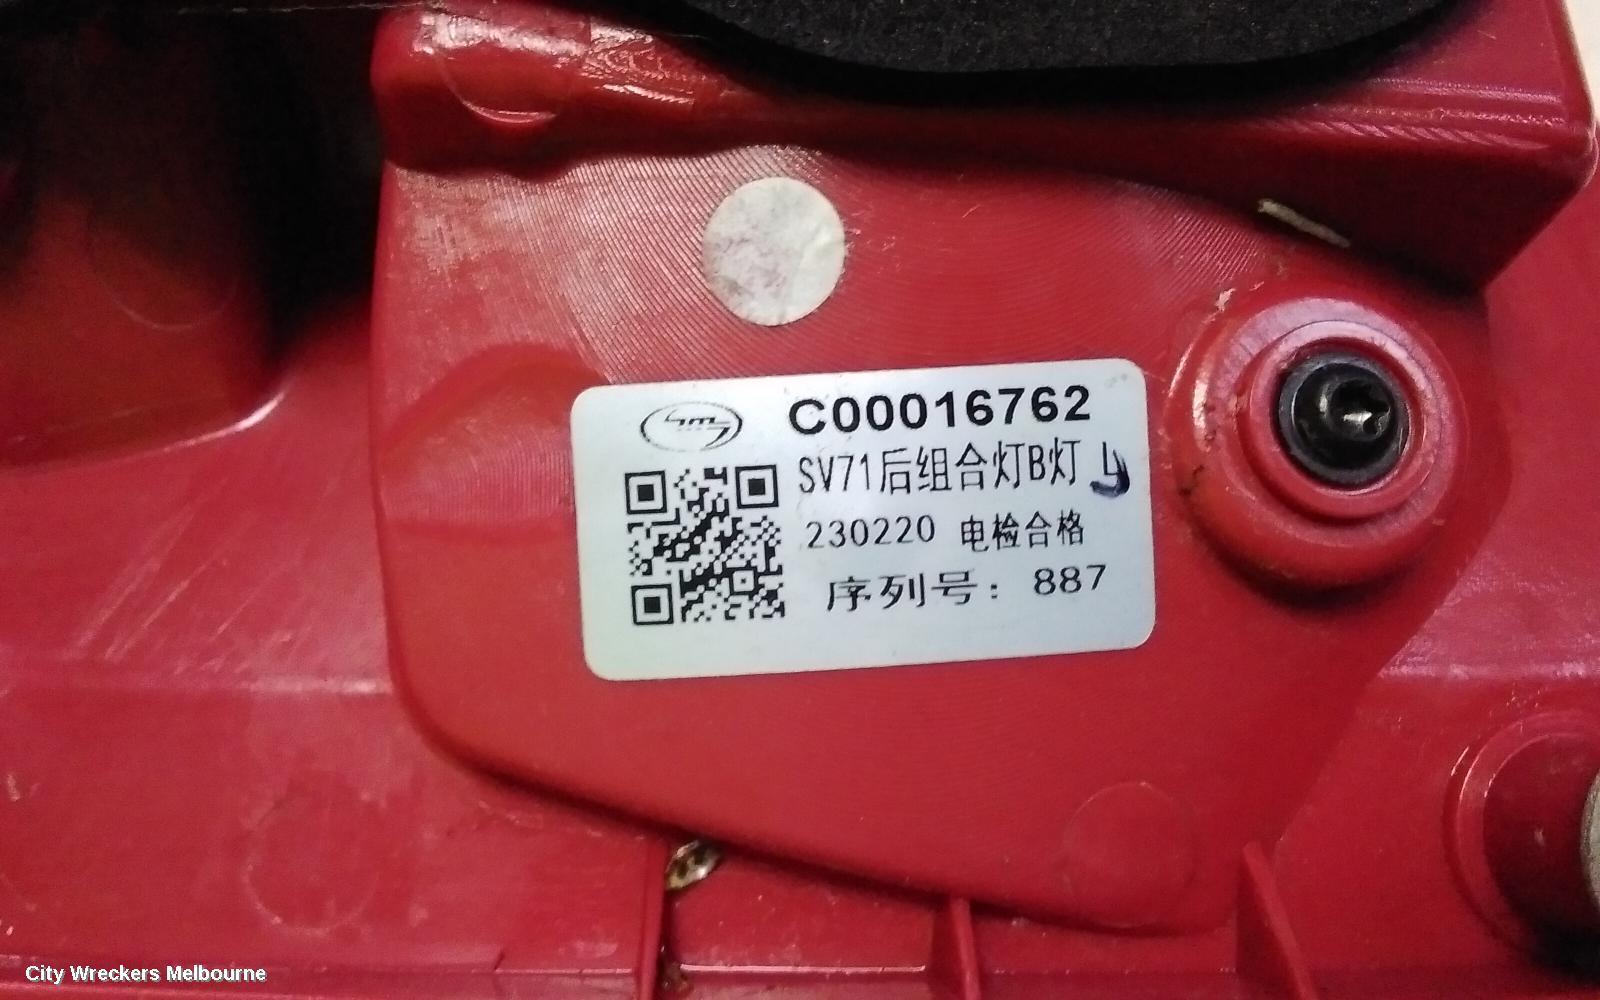 C00016762
SV71后组合灯B灯 L
230220 电检合格
序列号: 887
City Wreckers Melbourne